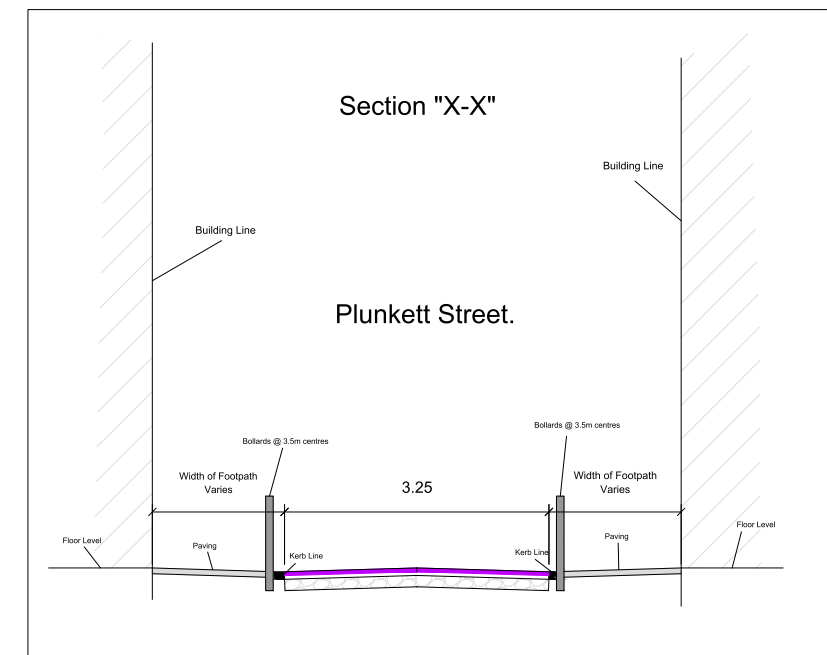 Section "X-X"
Building Line
Building Line
Plunkett Street.
Bollards @ 3.5m centres
Bollards @ 3.5m centres
Width of Footpath
Varies
3.25
Width of Footpath
Varies
Floor Level
Paving
Kerb Line
Kerb Line
Paving
Floor Level